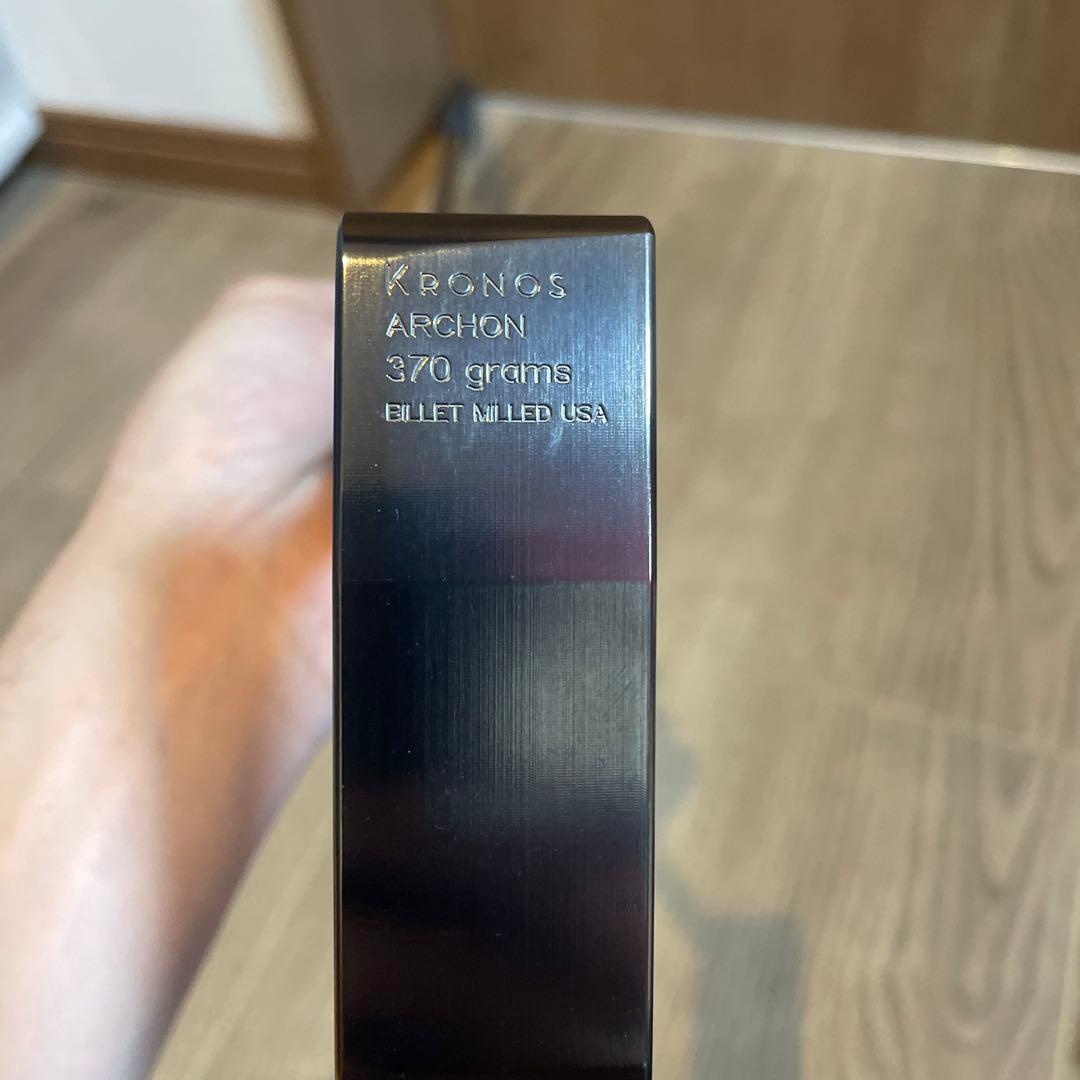 KRONOS
ARCHON
370 grams
BILLET MILLED USA